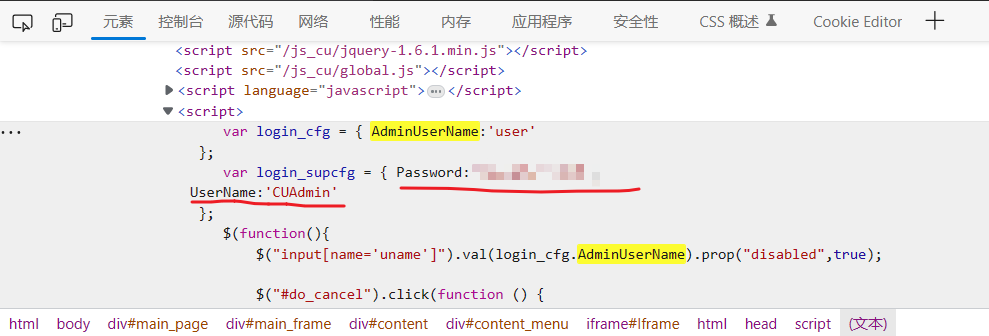 元素 控制台 源代码 网络 性能 内存 应用程序 安全性 CSS 概述 Cookie Editor
<script src="/js_cu/jquery-1.6.1.min.js"></script>
<script src="/js_cu/global.js"></script>
<script language="javascript">…</script>
<script>
var login_cfg = { AdminUserName:'user'
};
var login_supcfg = { Password:
UserName:'CUAdmin'
};
$(function(){
$("input[name='uname']").val(login_cfg.AdminUserName).prop("disabled",true);
$("#do_cancel").click(function () {
html body div#main_page div#main_frame div#content div#content_menu iframe#Iframe html head script (文本)